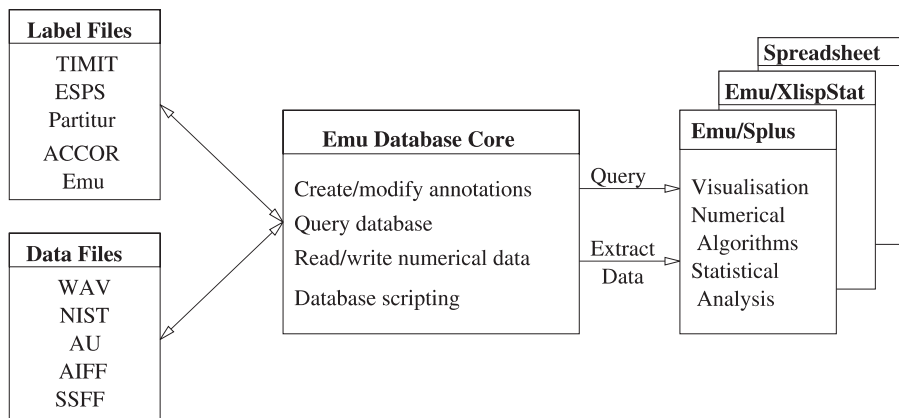 Label Files
TIMIT
ESPS
Partitur
ACCOR
Emu
Data Files
WAV
NIST
AU
AIFF
SSFF
Emu Database Core
Create/modify annotations
Query database
Read/write numerical data
Database scripting
Query
Extract
Data
Spreadsheet
Emu/XlispStat
Emu/Splus
Visualisation
Numerical
Algorithms
Statistical
Analysis